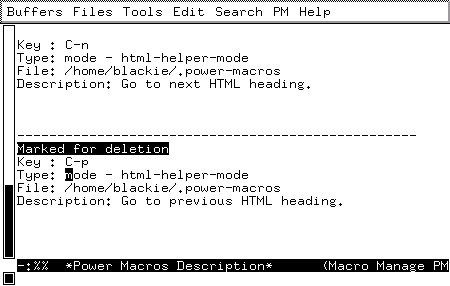 Buffers Files Tools Edit Search PM Help
Key : C-n
Type: mode - html-helper-mode
File: /home/blackie/.power-macros
Description: Go to next HTML heading.
--------------------------------------------------------
Marked for deletion
Key : C-p
Type: mode - html-helper-mode
File: /home/blackie/.power-macros
Description: Go to previous HTML heading.
-:%% *Power Macros Description* (Macro Manage PM